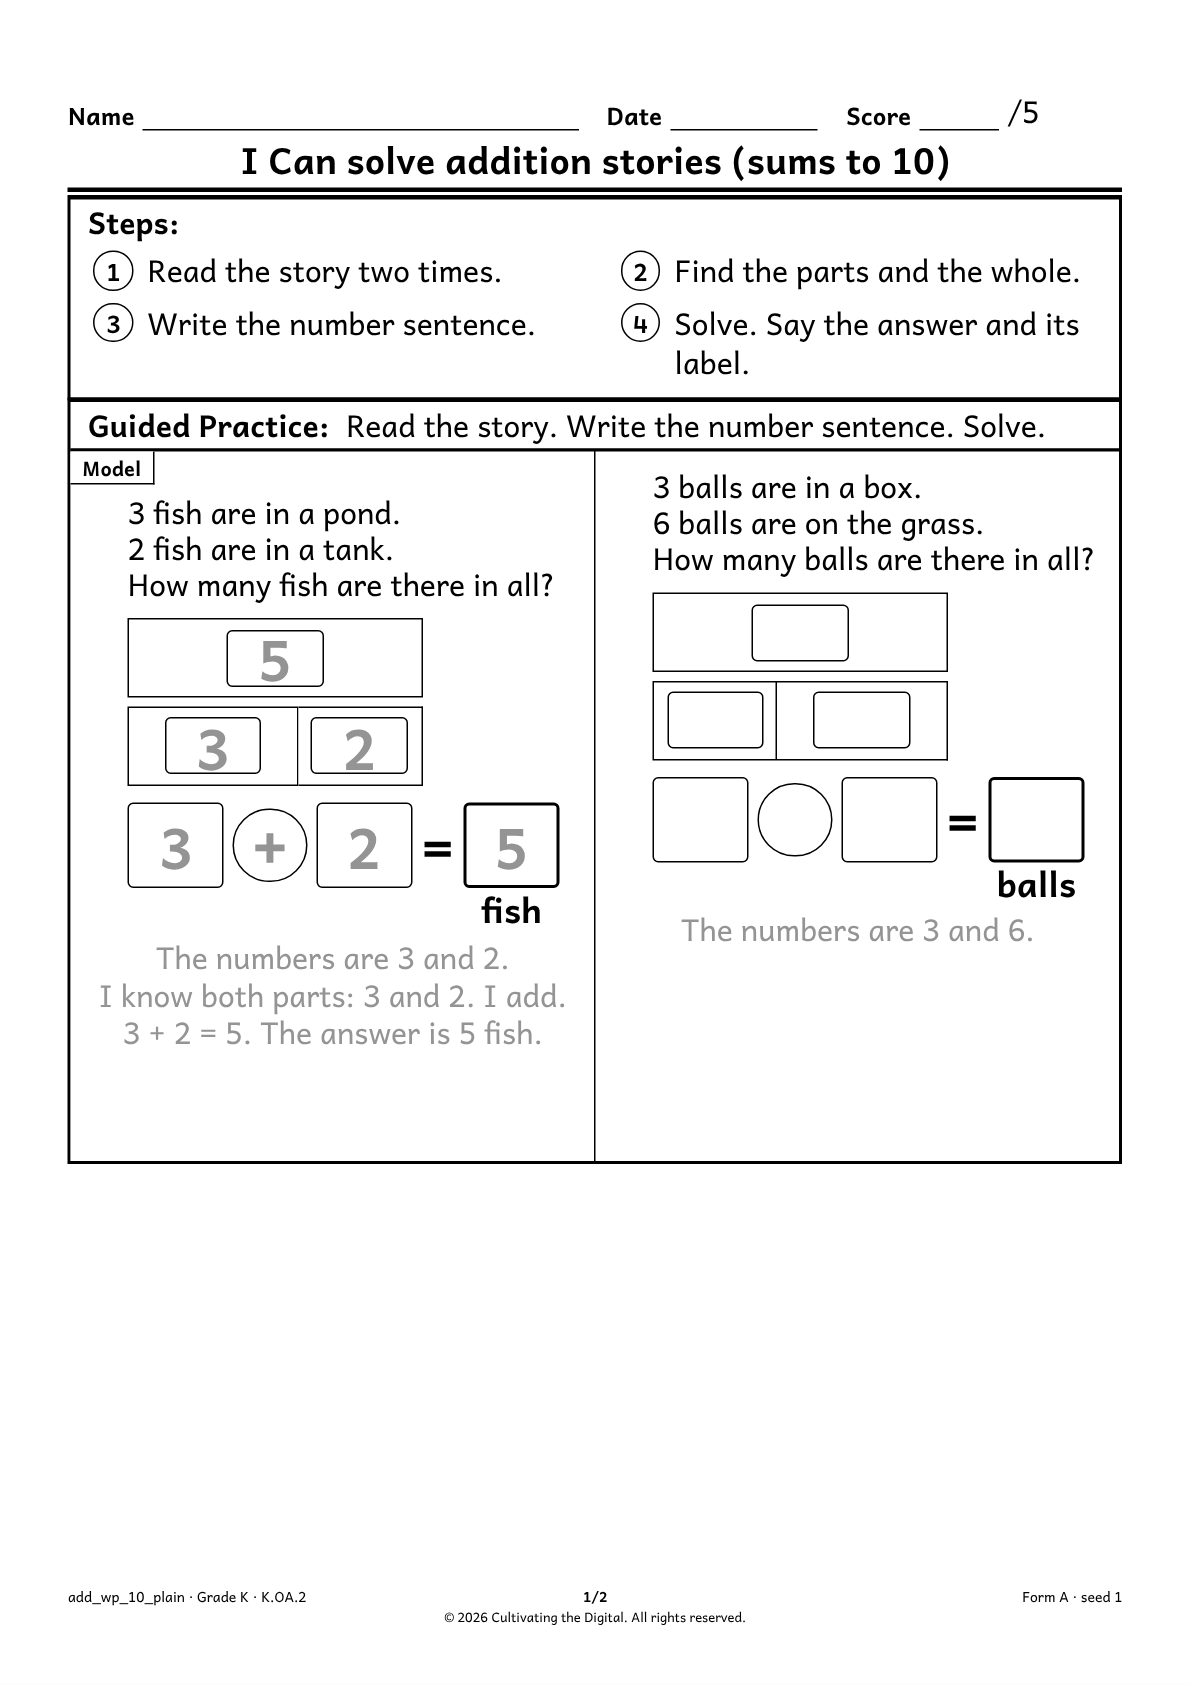 Name Date Score /5
I Can solve addition stories (sums to 10)
Steps:
1 Read the story two times.
2 Find the parts and the whole.
3 Write the number sentence.
4 Solve. Say the answer and its
label.
Guided Practice: Read the story. Write the number sentence. Solve.
Model
3 fish are in a pond.
2 fish are in a tank.
How many fish are there in all?
5
3 2
3 + 2 = 5
fish
The numbers are 3 and 2.
I know both parts: 3 and 2. I add.
3 + 2 = 5. The answer is 5 fish.
3 balls are in a box.
6 balls are on the grass.
How many balls are there in all?
=
balls
The numbers are 3 and 6.
add_wp_10_plain · Grade K · K.OA.2 1/2 Form A · seed 1
© 2026 Cultivating the Digital. All rights reserved.